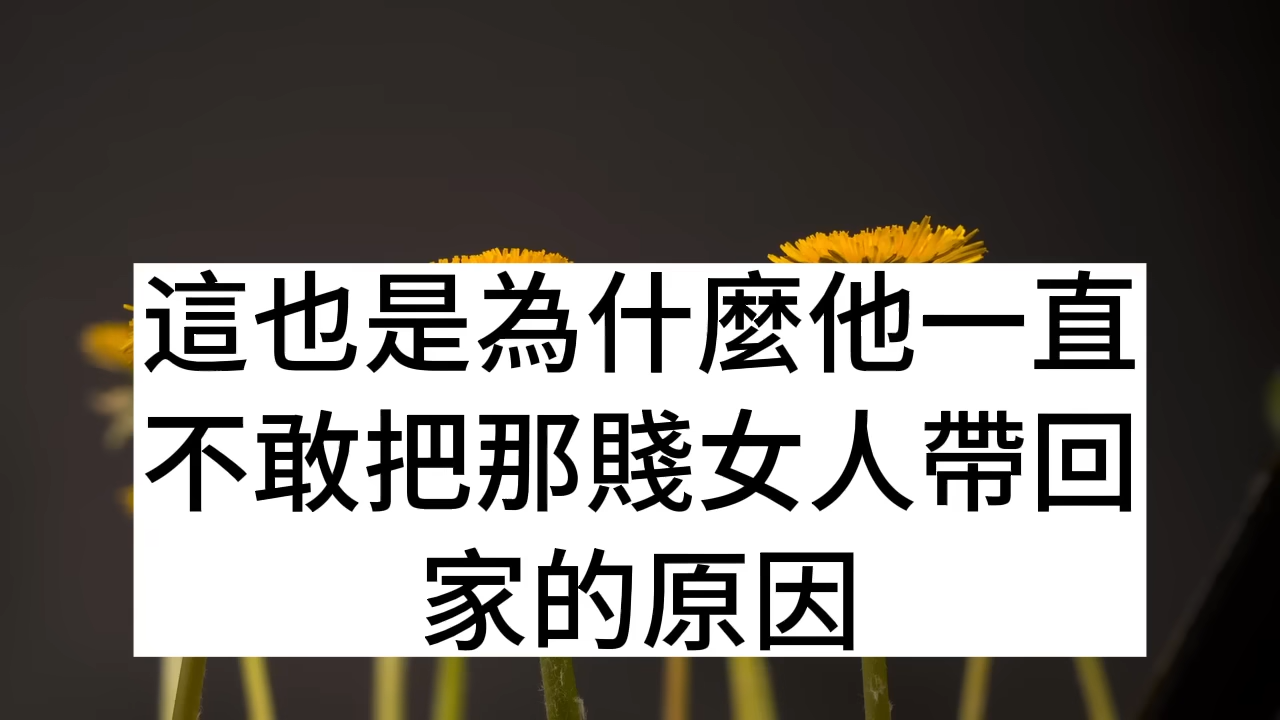 這也是為什麼他一直
不敢把那賤女人帶回
家的原因